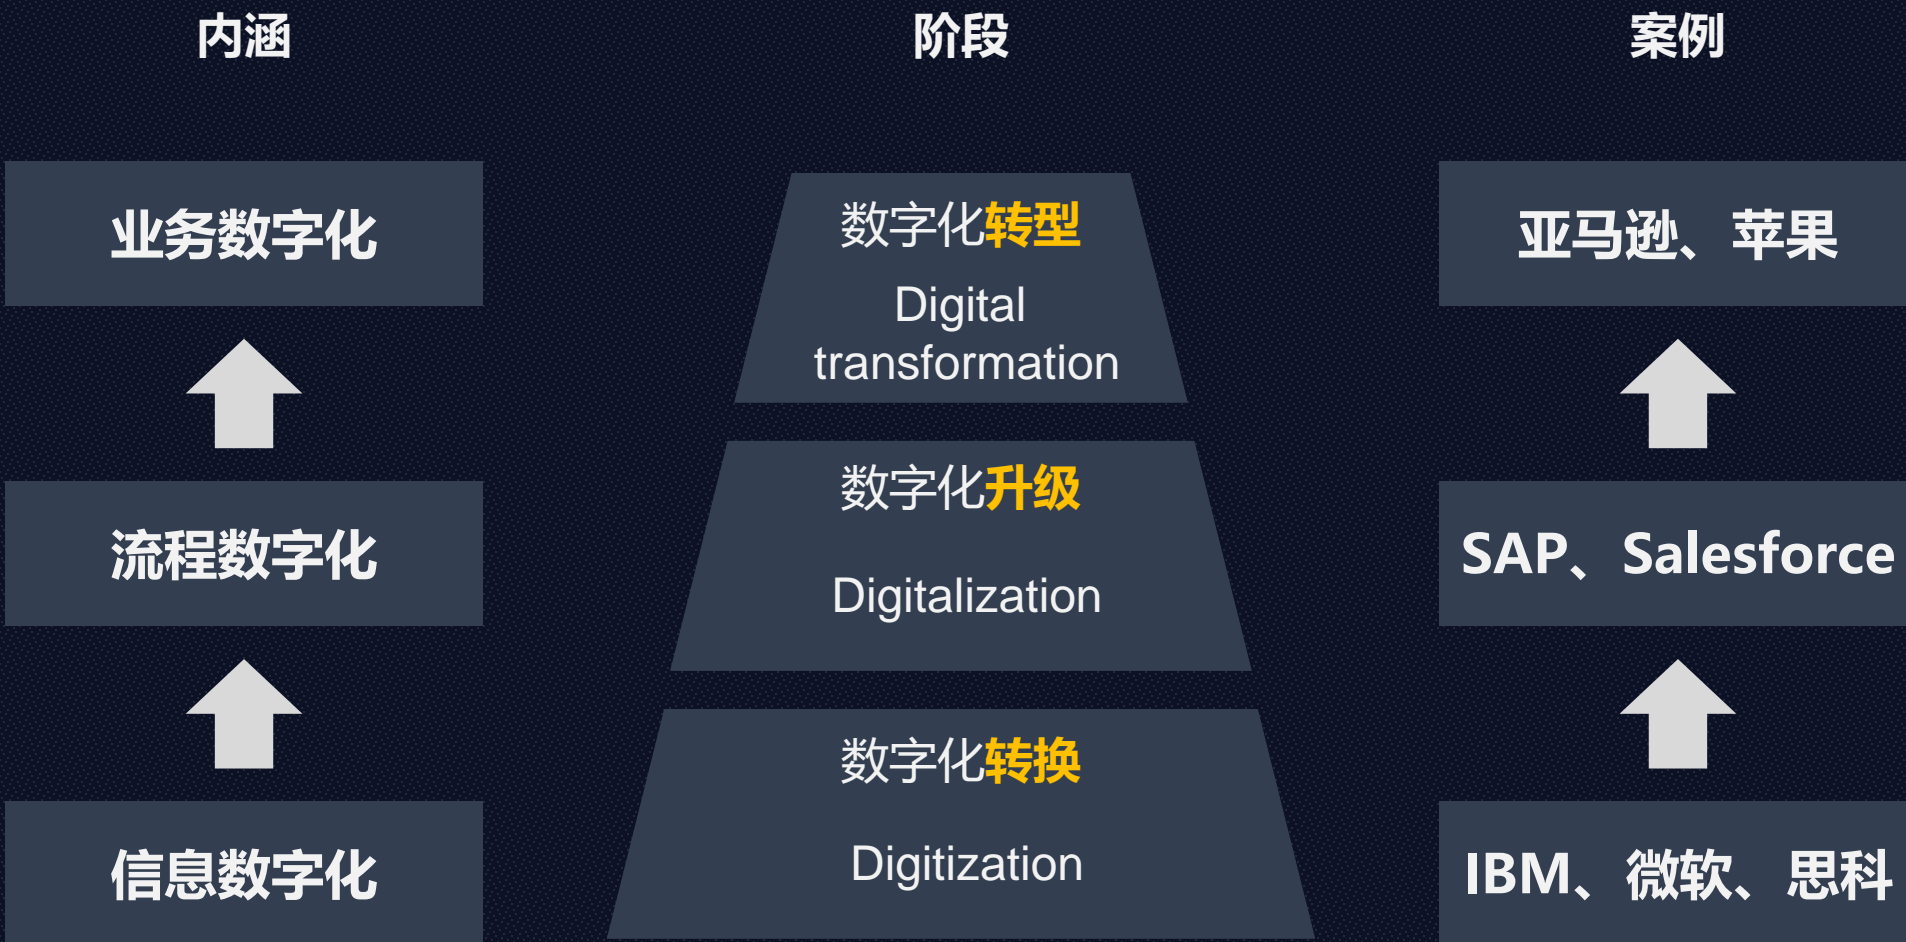 内涵
阶段
案例
业务数字化
数字化转型
Digital
transformation
亚马逊、苹果
流程数字化
数字化升级
Digitalization
SAP、Salesforce
信息数字化
数字化转换
Digitization
IBM、微软、思科